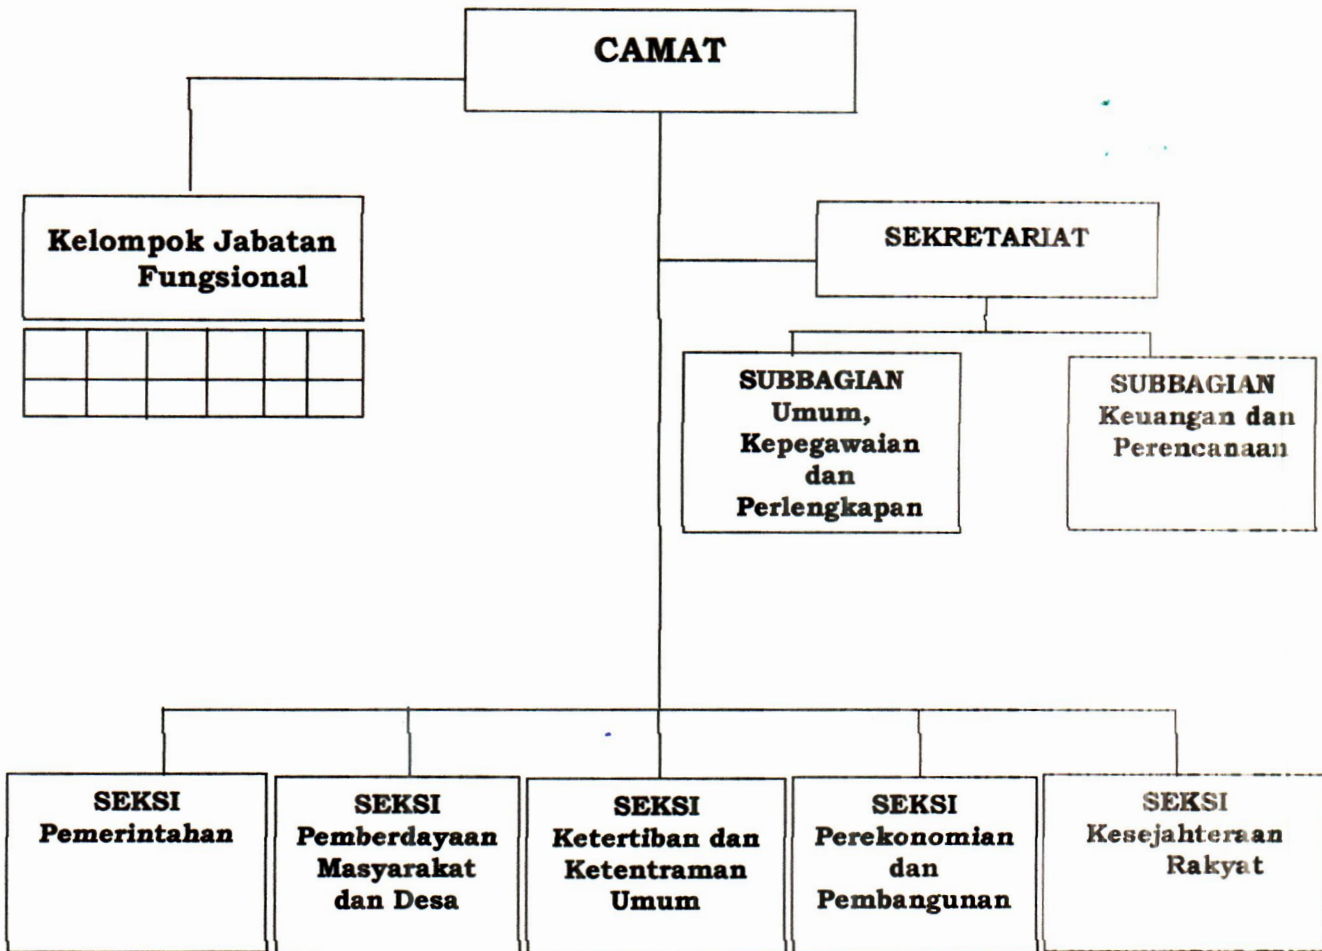 CAMAT
Kelompok Jabatan
Fungsional
SEKRETARIAT
SUBBAGIAN
Umum,
Kepegawaian
dan
Perlengkapan
SUBBAGIAN
Keuangan dan
Perencanaan
SEKSI
Pemerintahan
SEKSI
Pemberdayaan
Masyarakat
dan Desa
SEKSI
Ketertiban dan
Ketentraman
Umum
SEKSI
Perekonomian
dan
Pembangunan
SEKSI
Kesejahteraan
Rakyat